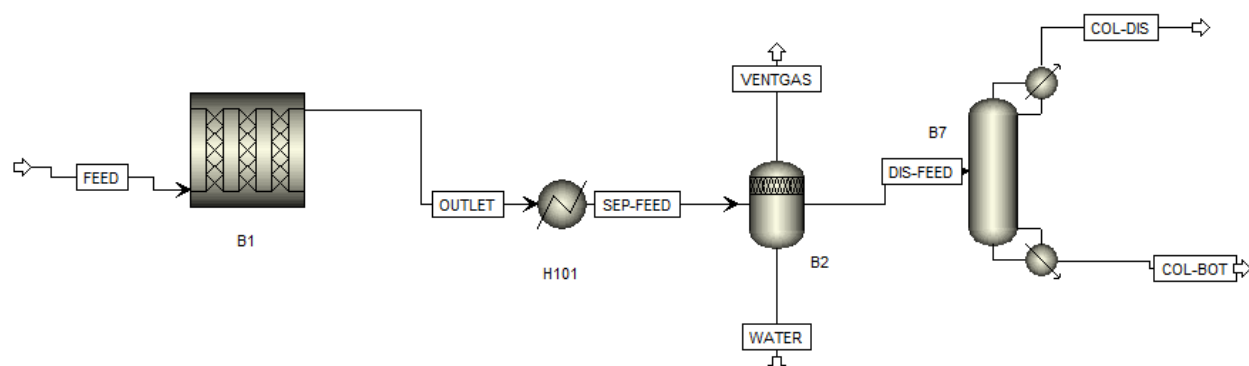 COL-DIS
VENTGAS
B7
FEED
DIS-FEED
OUTLET
SEP-FEED
B1
H101
B2
COL-BOT
WATER